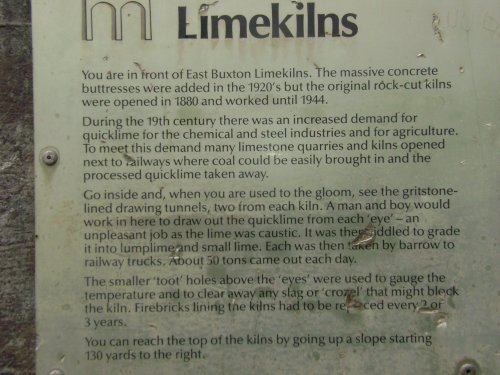 Limekilns
You are in front of East Buxton Limekilns. The massive concrete
buttresses were added in the 1920's but the original rock-cut kilns
were opened in 1880 and worked until 1944.
During the 19th century there was an increased demand for
quicklime for the chemical and steel industries and for agriculture.
To meet this demand many limestone quarries and kilns opened
next to railways where coal could be easily brought in and the
processed quicklime taken away.
Go inside and, when you are used to the gloom, see the gritstone-
lined drawing tunnels, two from each kiln. A man and boy would
work in here to draw out the quicklime from each 'eye' – an
unpleasant job as the lime was caustic. It was then riddled to grade
it into lumplime and small lime. Each was then taken by barrow to
railway trucks. About 50 tons came out each day.
The smaller 'toot' holes above the 'eyes' were used to gauge the
temperature and to clear away any slag or 'crozel' that might block
the kiln. Firebricks lining the kilns had to be replaced every 2 or
3 years.
You can reach the top of the kilns by going up a slope starting
130 yards to the right.